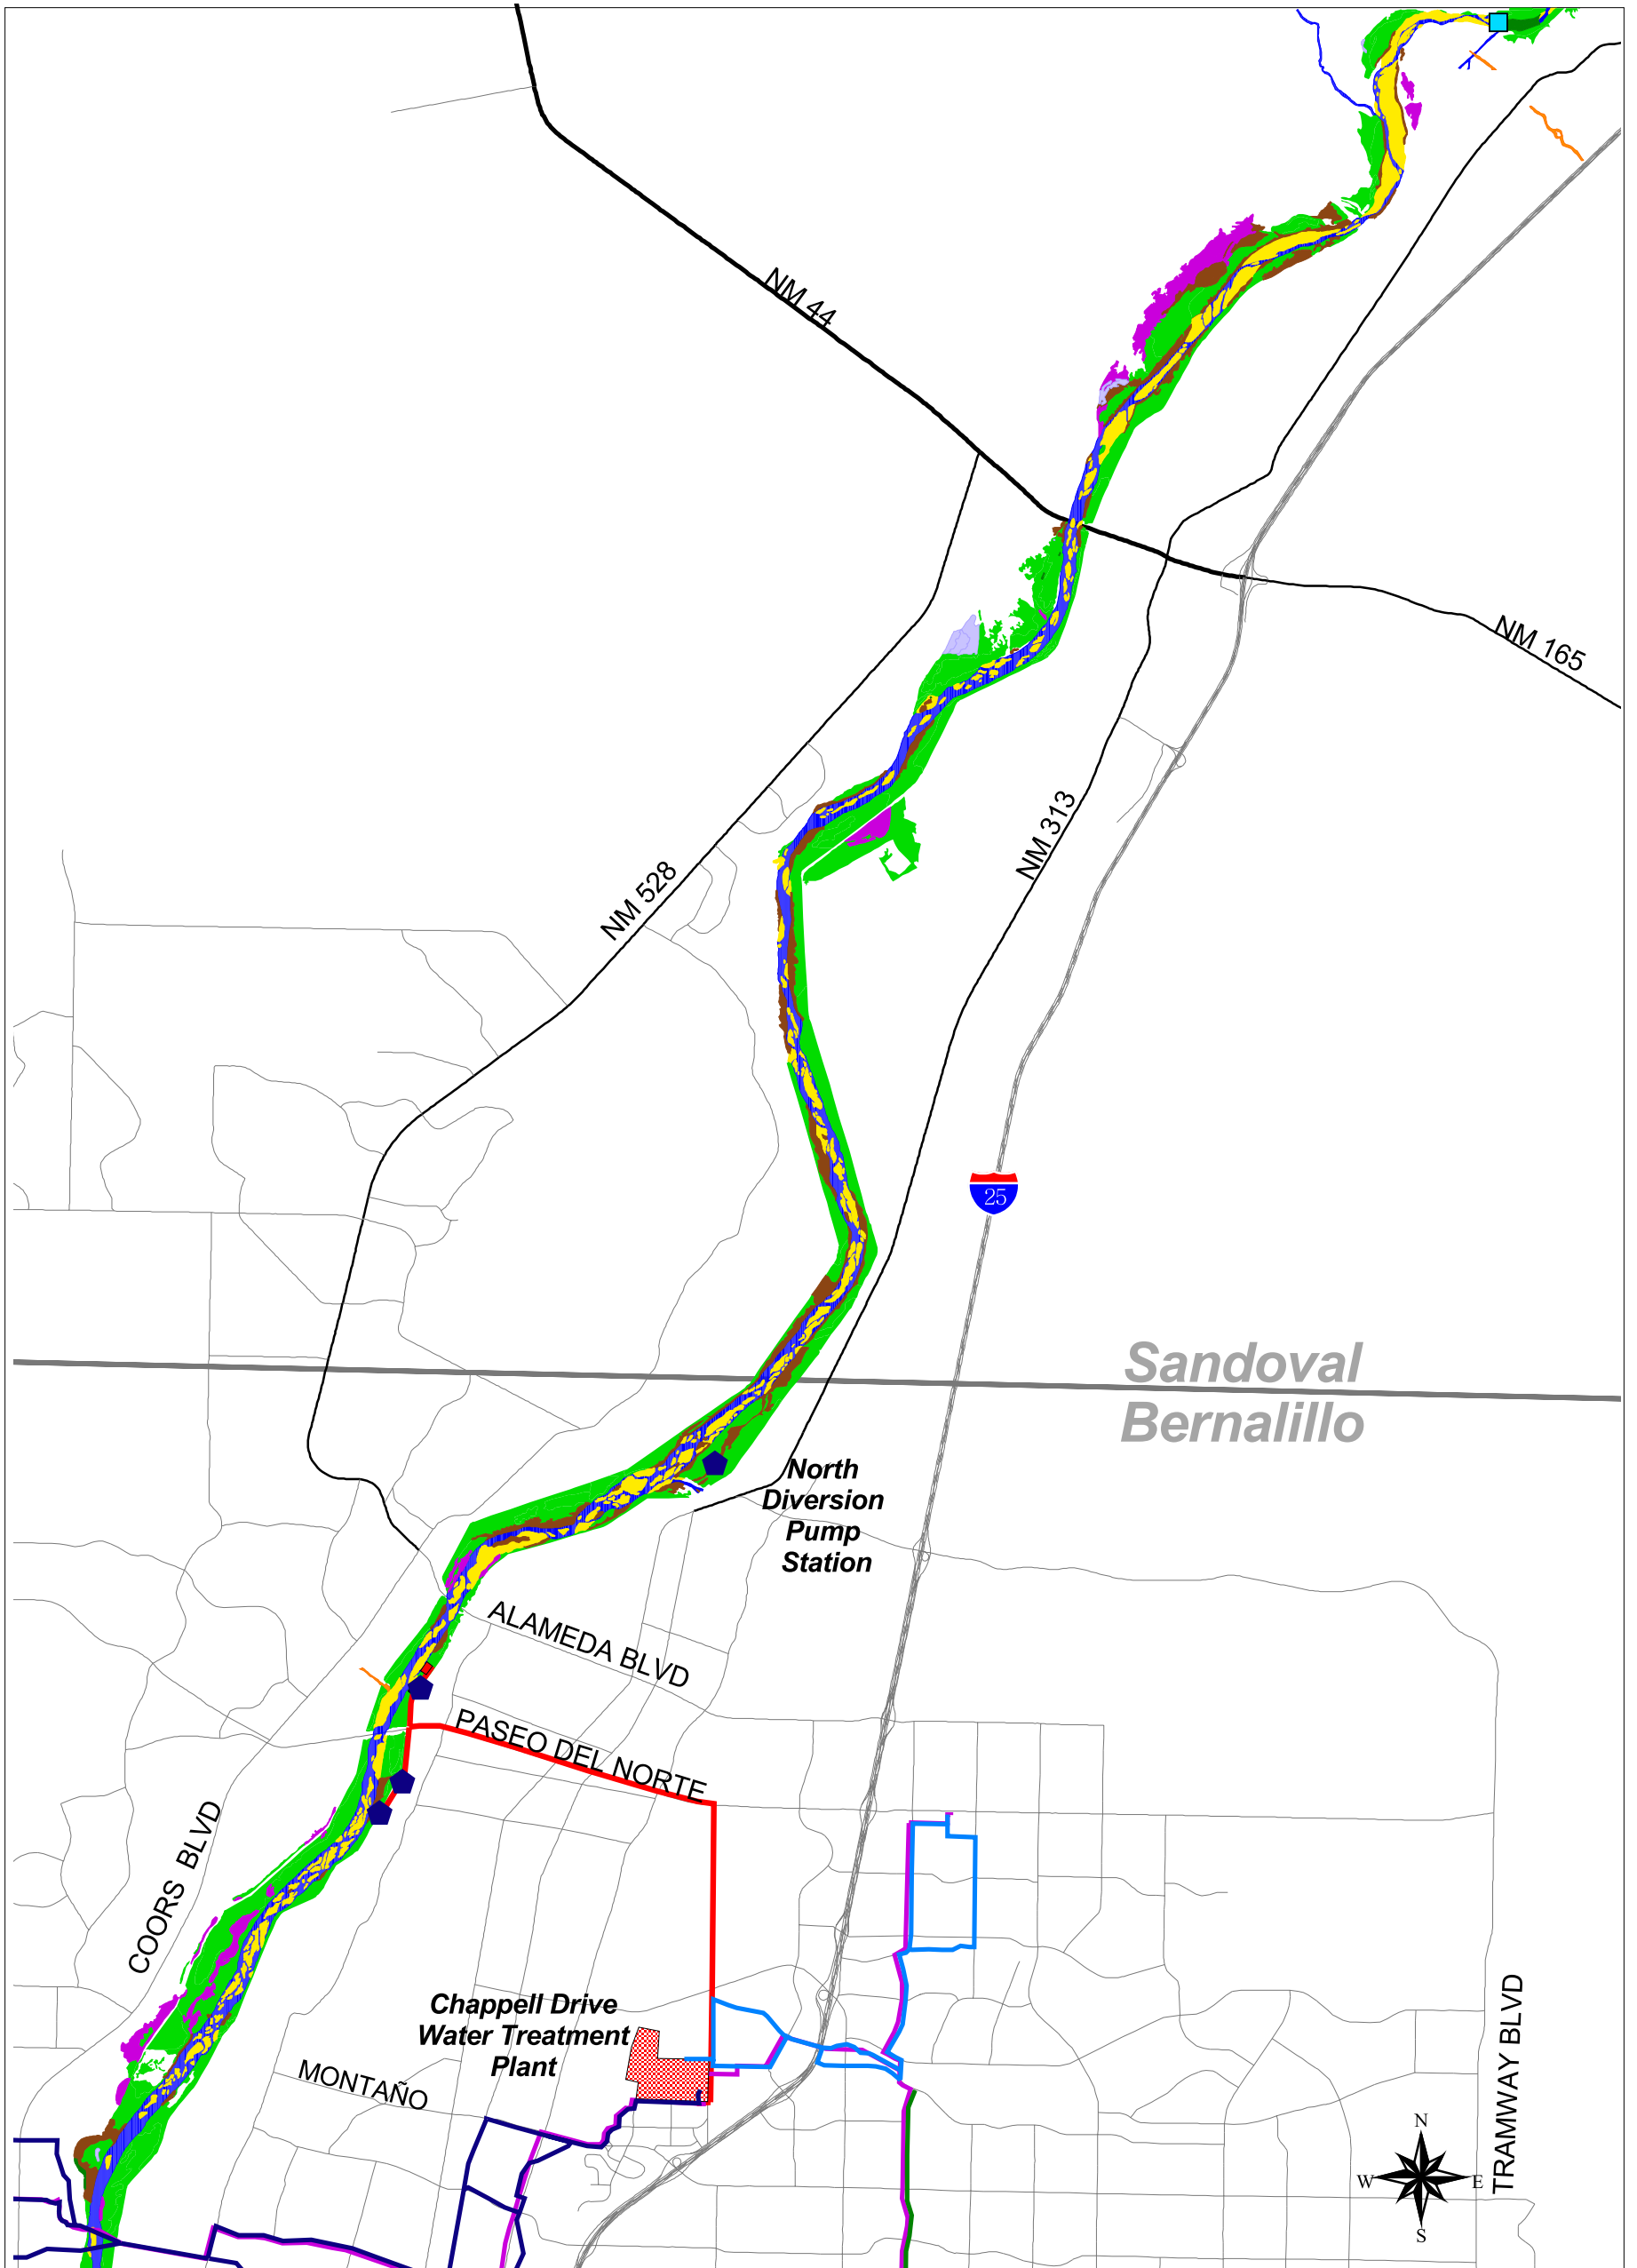 NM 44
NM 165
NM 313
NM 528
25
Sandoval
Bernalillo
North
Diversion
Pump
Station
ALAMEDA BLVD
PASEO DEL NORTE
COORS BLVD
Chappell Drive
Water Treatment
Plant
MONTAÑO
TRAMWAY BLVD
N
W
E
S